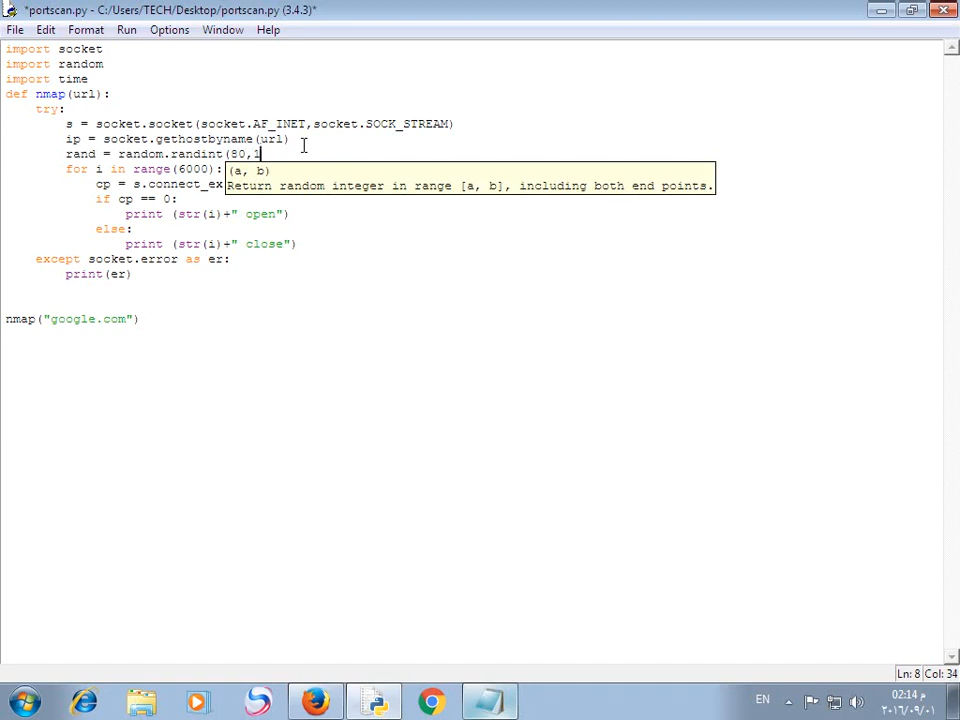 *portscan.py - C:/Users/TECH/Desktop/portscan.py (3.4.3)*
File Edit Format Run Options Window Help
import socket
import random
import time
def nmap(url):
try:
s = socket.socket(socket.AF_INET,socket.SOCK_STREAM)
ip = socket.gethostbyname(url)
rand = random.randint(80,1
for i in range(6000):
(a, b)
cp = s.connect_ex
Return random integer in range [a, b], including both end points.
if cp == 0:
print (str(i)+" open")
else:
print (str(i)+" close")
except socket.error as er:
print(er)
nmap("google.com")
Ln: 8 Col: 34
EN
02:14 م
٢٠١٦/٠٩/٠١